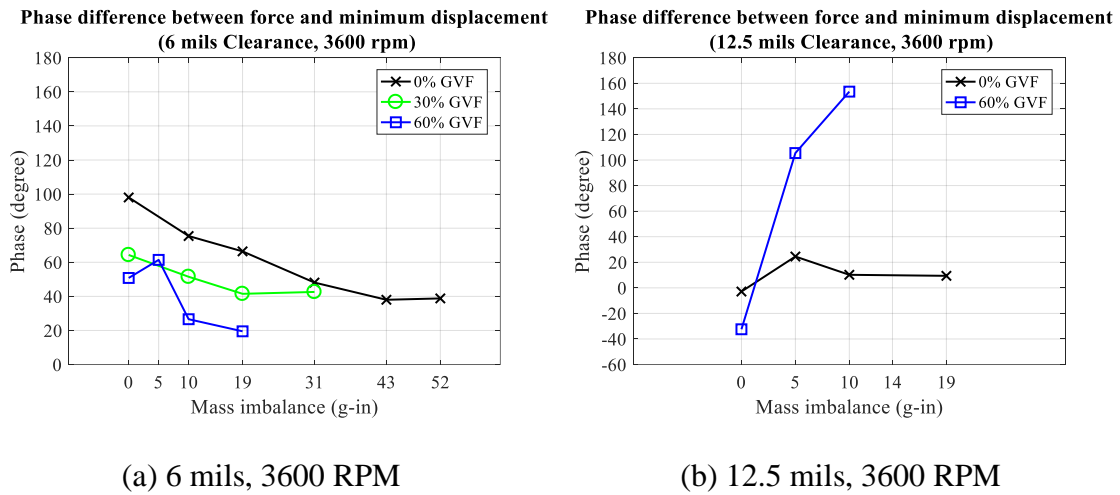 Phase difference between force and minimum displacement
(6 mils Clearance, 3600 rpm)
180
160
140
120
100
80
60
40
20
0
Phase (degree)
0% GVF
30% GVF
60% GVF
0 5 10 19 31 43 52
Mass imbalance (g-in)
(a) 6 mils, 3600 RPM
Phase difference between force and minimum displacement
(12.5 mils Clearance, 3600 rpm)
180
160
140
120
100
80
60
40
20
0
-20
-40
-60
Phase (degree)
0% GVF
60% GVF
0 5 10 14 19
Mass imbalance (g-in)
(b) 12.5 mils, 3600 RPM